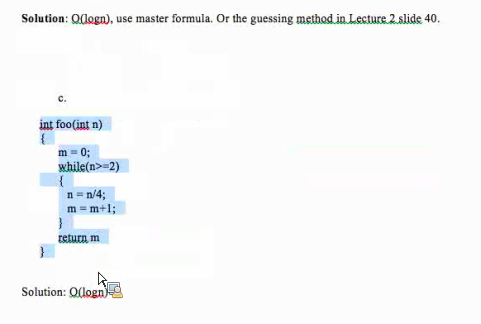 Solution: O(logn), use master formula. Or the guessing method in Lecture 2 slide 40.
c.
int foo(int n)
{
m = 0;
while(n>=2)
{
n = n/4;
m = m+1;
}
return m
}
Solution: O(logn)